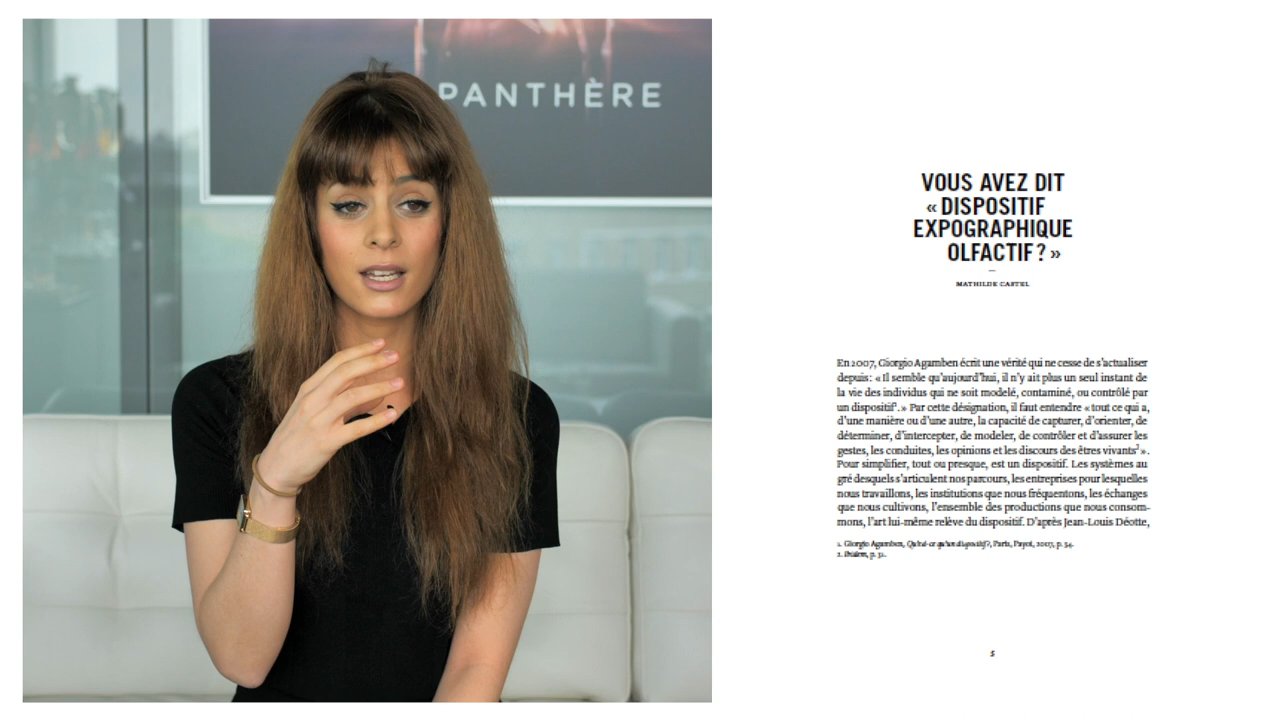 PANTHÈRE
VOUS AVEZ DIT
« DISPOSITIF
EXPOGRAPHIQUE
OLFACTIF ? »
MATHILDE CASTEL
En 2007, Giorgio Agamben écrit une vérité qui ne cesse de s’actualiser
depuis : « Il semble qu’aujourd’hui, il n’y ait plus un seul instant de
la vie des individus qui ne soit modelé, contaminé, ou contrôlé par
un dispositif¹. » Par cette désignation, il faut entendre « tout ce qui a,
d’une manière ou d’une autre, la capacité de capturer, d’orienter, de
déterminer, d’intercepter, de modeler, de contrôler et d’assurer les
gestes, les conduites, les opinions et les discours des êtres vivants² ».
Pour simplifier, tout ou presque, est un dispositif. Les systèmes au
gré desquels s’articulent nos parcours, les entreprises pour lesquelles
nous travaillons, les institutions que nous fréquentons, les échanges
que nous cultivons, l’ensemble des productions que nous consom-
mons, l’art lui-même relève du dispositif. D’après Jean-Louis Déotte,
1. Giorgio Agamben, Qu’est-ce qu’un dispositif ?, Paris, Payot, 2007, p. 34.
2. Ibidem, p. 31.
5